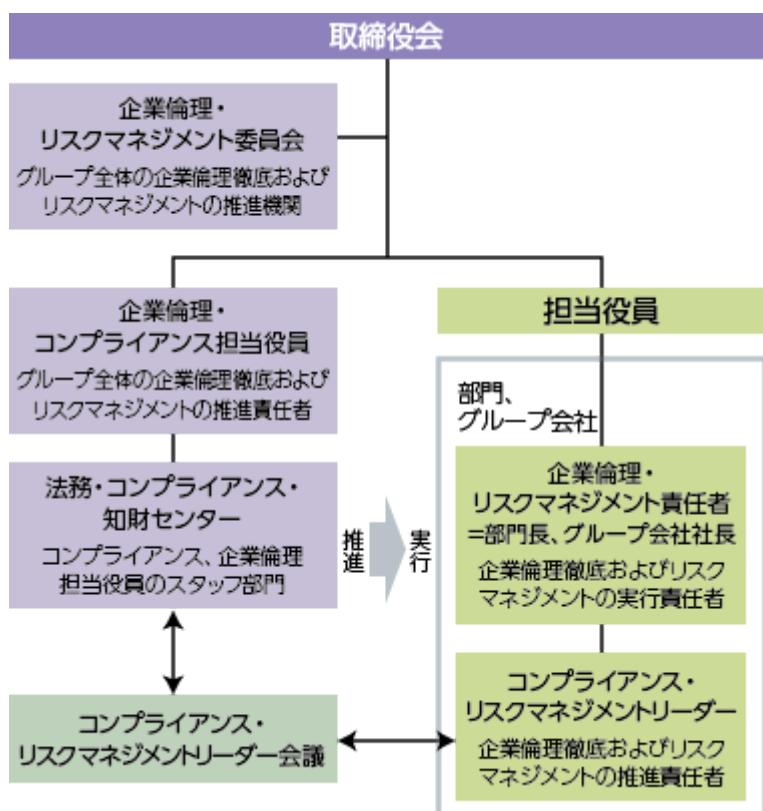 取締役会
企業倫理・
リスクマネジメント委員会
グループ全体の企業倫理徹底および
リスクマネジメントの推進機関
企業倫理・
コンプライアンス担当役員
グループ全体の企業倫理徹底および
リスクマネジメントの推進責任者
法務・コンプライアンス・
知財センター
コンプライアンス、企業倫理
担当役員のスタッフ部門
コンプライアンス・
リスクマネジメントリーダー会議
推進
実行
担当役員
部門、
グループ会社
企業倫理・
リスクマネジメント責任者
=部門長、グループ会社社長
企業倫理徹底およびリスク
マネジメントの実行責任者
コンプライアンス・
リスクマネジメントリーダー
企業倫理徹底およびリスク
マネジメントの推進責任者